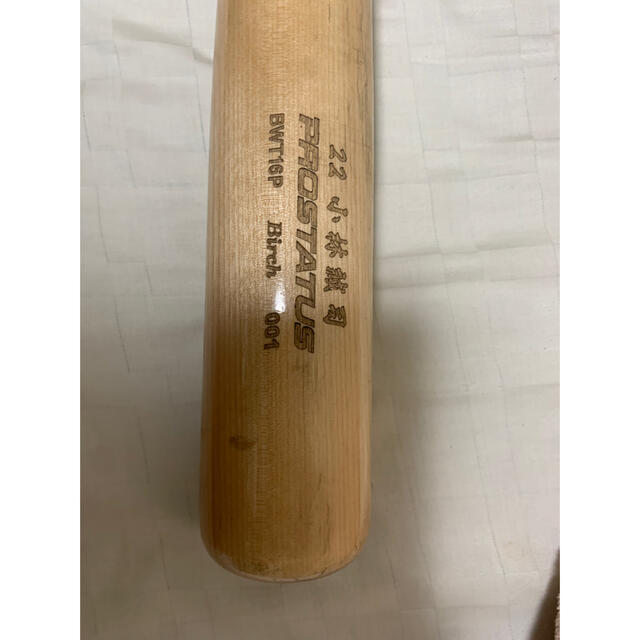 22 小林誠司
PROSTATUS
BWT16P Birch 001